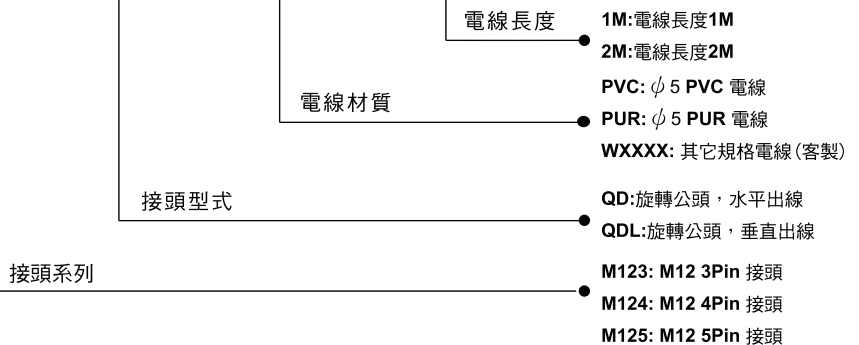 電線長度
1M:電線長度1M
2M:電線長度2M
電線材質
PVC: ψ 5 PVC 電線
PUR: ψ 5 PUR 電線
WXXXX: 其它規格電線(客製)
接頭型式
QD:旋轉公頭，水平出線
QDL:旋轉公頭，垂直出線
接頭系列
M123: M12 3Pin 接頭
M124: M12 4Pin 接頭
M125: M12 5Pin 接頭